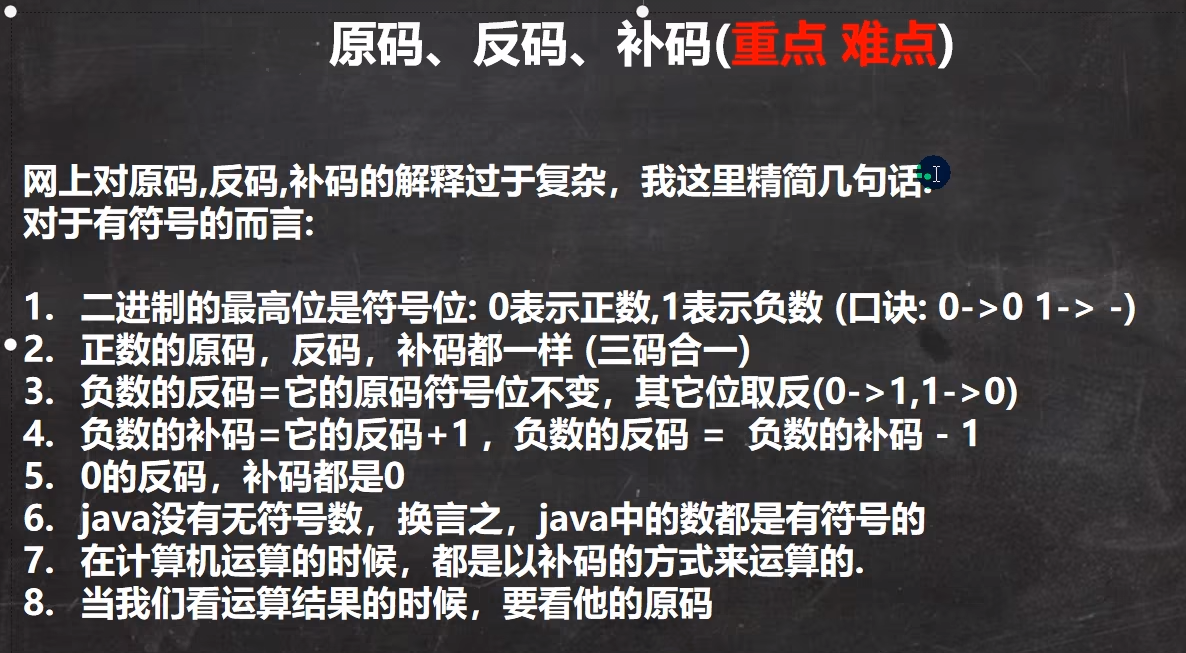 原码、反码、补码(重点 难点)
网上对原码,反码,补码的解释过于复杂，我这里精简几句话:
对于有符号的而言:
1. 二进制的最高位是符号位: 0表示正数,1表示负数 (口诀: 0->0 1-> -)
2. 正数的原码，反码，补码都一样 (三码合一)
3. 负数的反码=它的原码符号位不变，其它位取反(0->1,1->0)
4. 负数的补码=它的反码+1 ，负数的反码 = 负数的补码 - 1
5. 0的反码，补码都是0
6. java没有无符号数，换言之，java中的数都是有符号的
7. 在计算机运算的时候，都是以补码的方式来运算的.
8. 当我们看运算结果的时候，要看他的原码